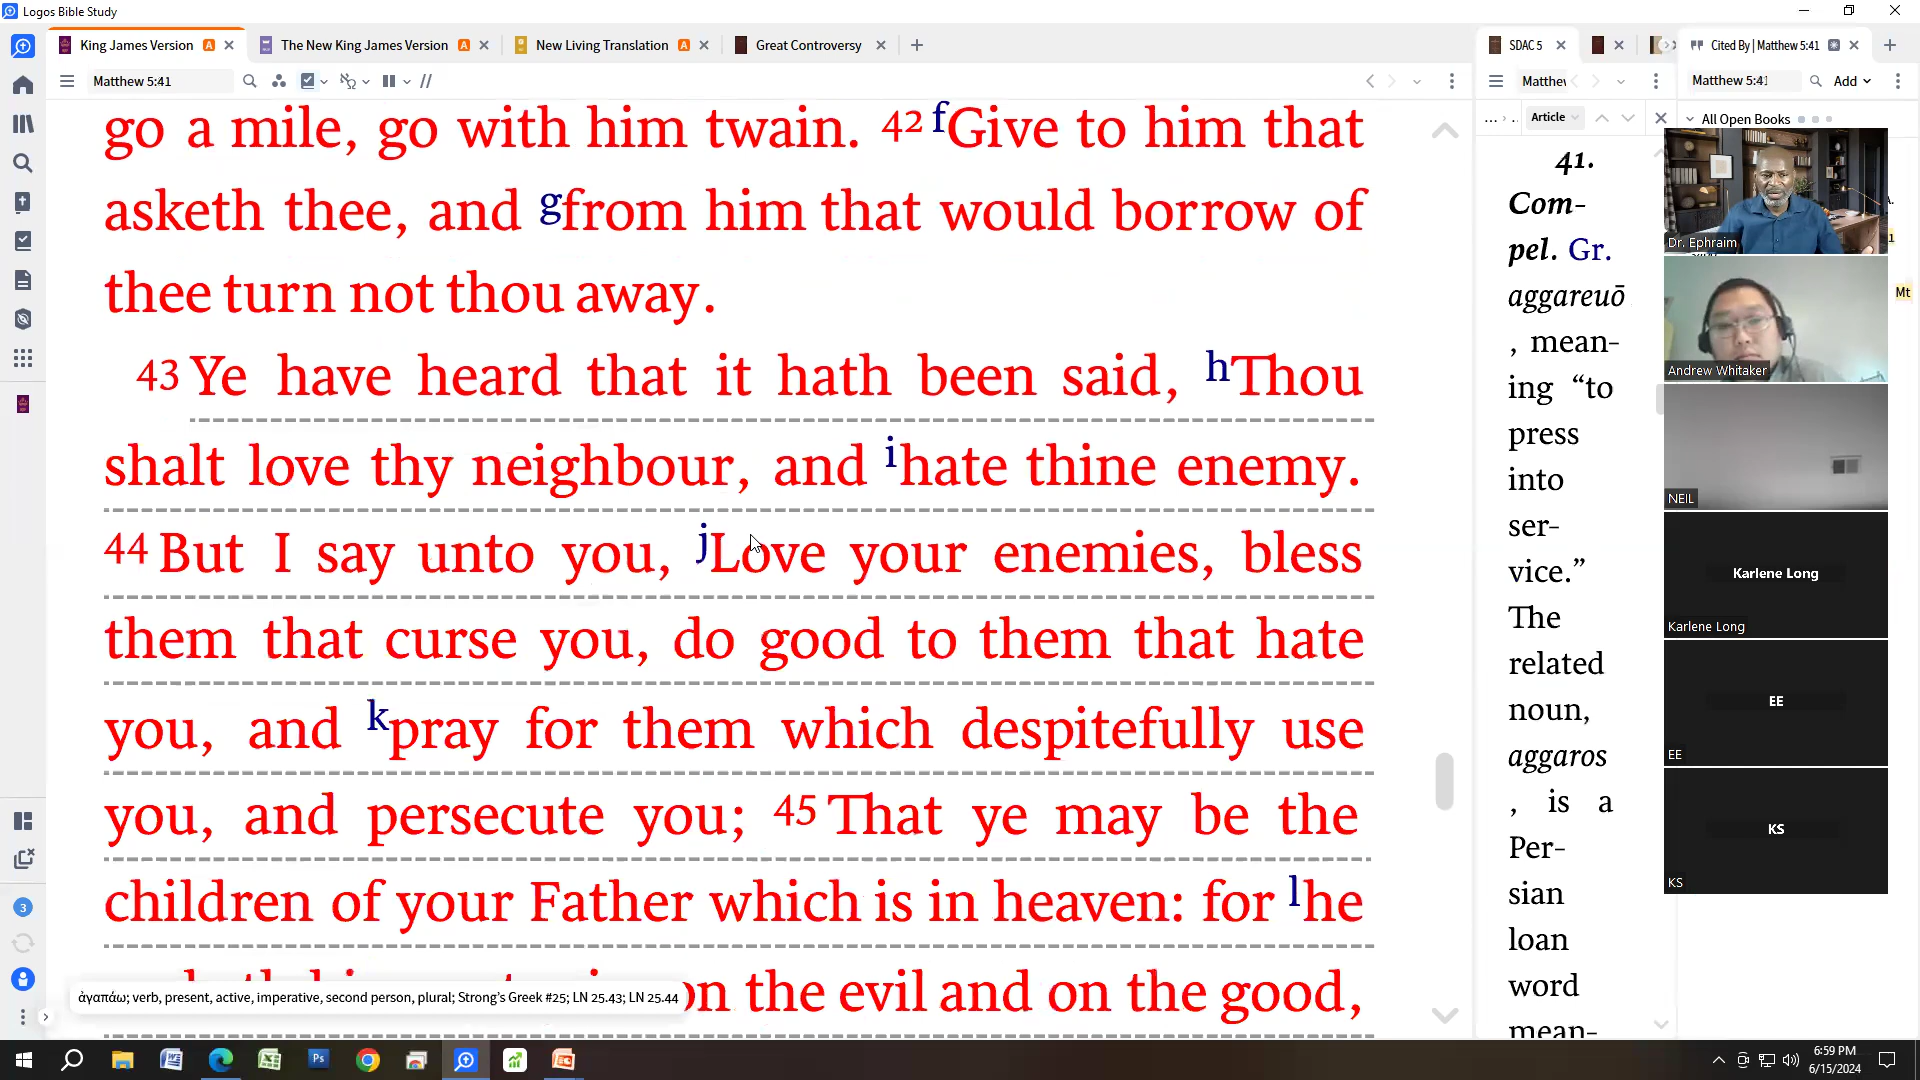 Logos Bible Study
King James Version A
The New King James Version A
New Living Translation A
Great Controversy
SDAC 5
Cited By | Matthew 5:41
Matthew 5:41
Matthew 5:41
Add
Article
All Open Books
go a mile, go with him twain. 42 fGive to him that
asketh thee, and gfrom him that would borrow of
thee turn not thou away.
43 Ye have heard that it hath been said, hThou
shalt love thy neighbour, and ihate thine enemy.
44 But I say unto you, jLove your enemies, bless
them that curse you, do good to them that hate
you, and kpray for them which despitefully use
you, and persecute you; 45 That ye may be the
children of your Father which is in heaven: for lhe
on the evil and on the good,
ἀγαπάω; verb, present, active, imperative, second person, plural; Strong's Greek #25; LN 25.43; LN 25.44
41.
Com-
pel. Gr.
aggareuō
, mean-
ing “to
press
into
ser-
vice.”
The
related
noun,
aggaros
, is a
Per-
sian
loan
word
mean-
Dr. Ephraim
Andrew Whitaker
Mt
NEIL
Karlene Long
Karlene Long
EE
EE
KS
KS
3
6:59 PM
6/15/2024